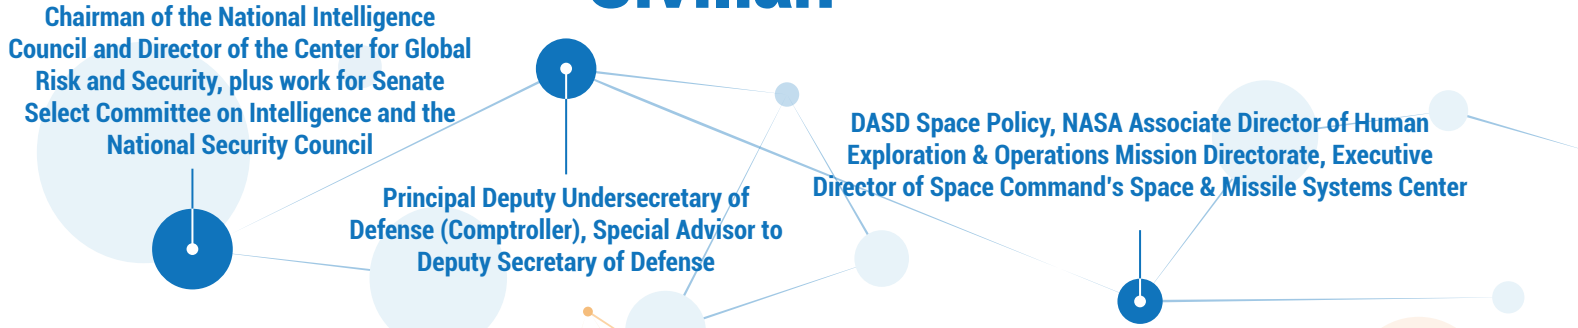 Civilian
Chairman of the National Intelligence
Council and Director of the Center for Global
Risk and Security, plus work for Senate
Select Committee on Intelligence and the
National Security Council
Principal Deputy Undersecretary of
Defense (Comptroller), Special Advisor to
Deputy Secretary of Defense
DASD Space Policy, NASA Associate Director of Human
Exploration & Operations Mission Directorate, Executive
Director of Space Command's Space & Missile Systems Center